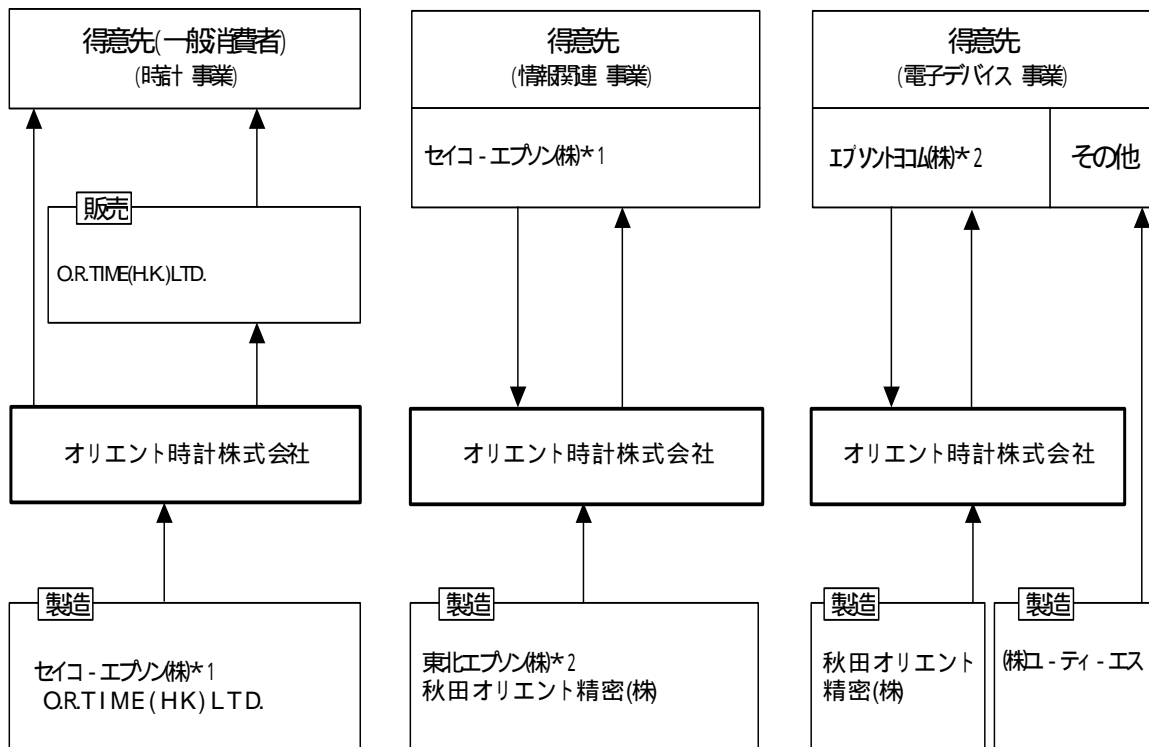 得意先(一般消費者)
(時計 事業)
販売
O.R.TIME(H.K.)LTD.
オリエント時計株式会社
製造
セイコ-エプソン(株)*1
O.R.TIME(HK)LTD.
得意先
(情報関連 事業)
セイコ-エプソン(株)*1
オリエント時計株式会社
製造
東北エプソン(株)*2
秋田オリエント精密(株)
得意先
(電子デバイス 事業)
エプソントヨコム(株)*2
その他
オリエント時計株式会社
製造
秋田オリエント
精密(株)
製造
(株)ユ-ティ-エス